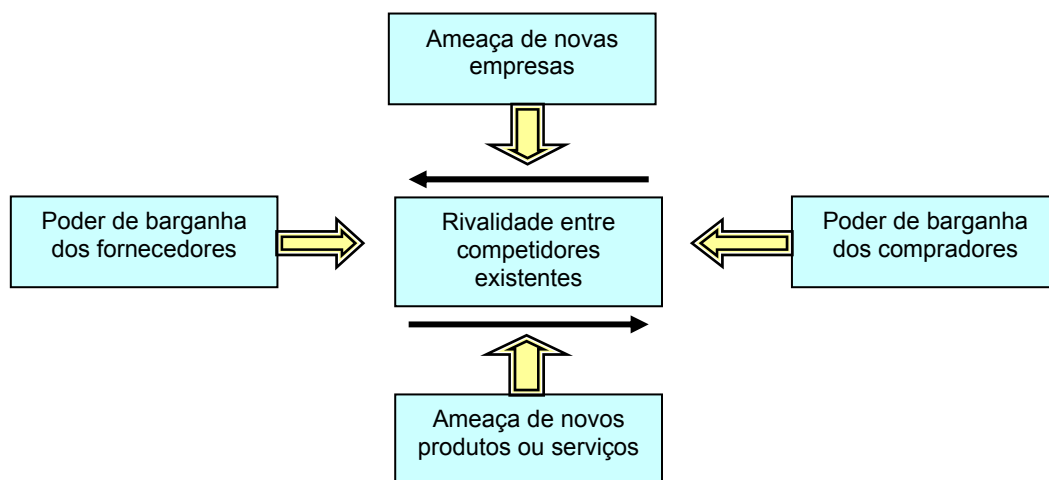 Ameaça de novas
empresas
Poder de barganha
dos fornecedores
Rivalidade entre
competidores
existentes
Poder de barganha
dos compradores
Ameaça de novos
produtos ou serviços